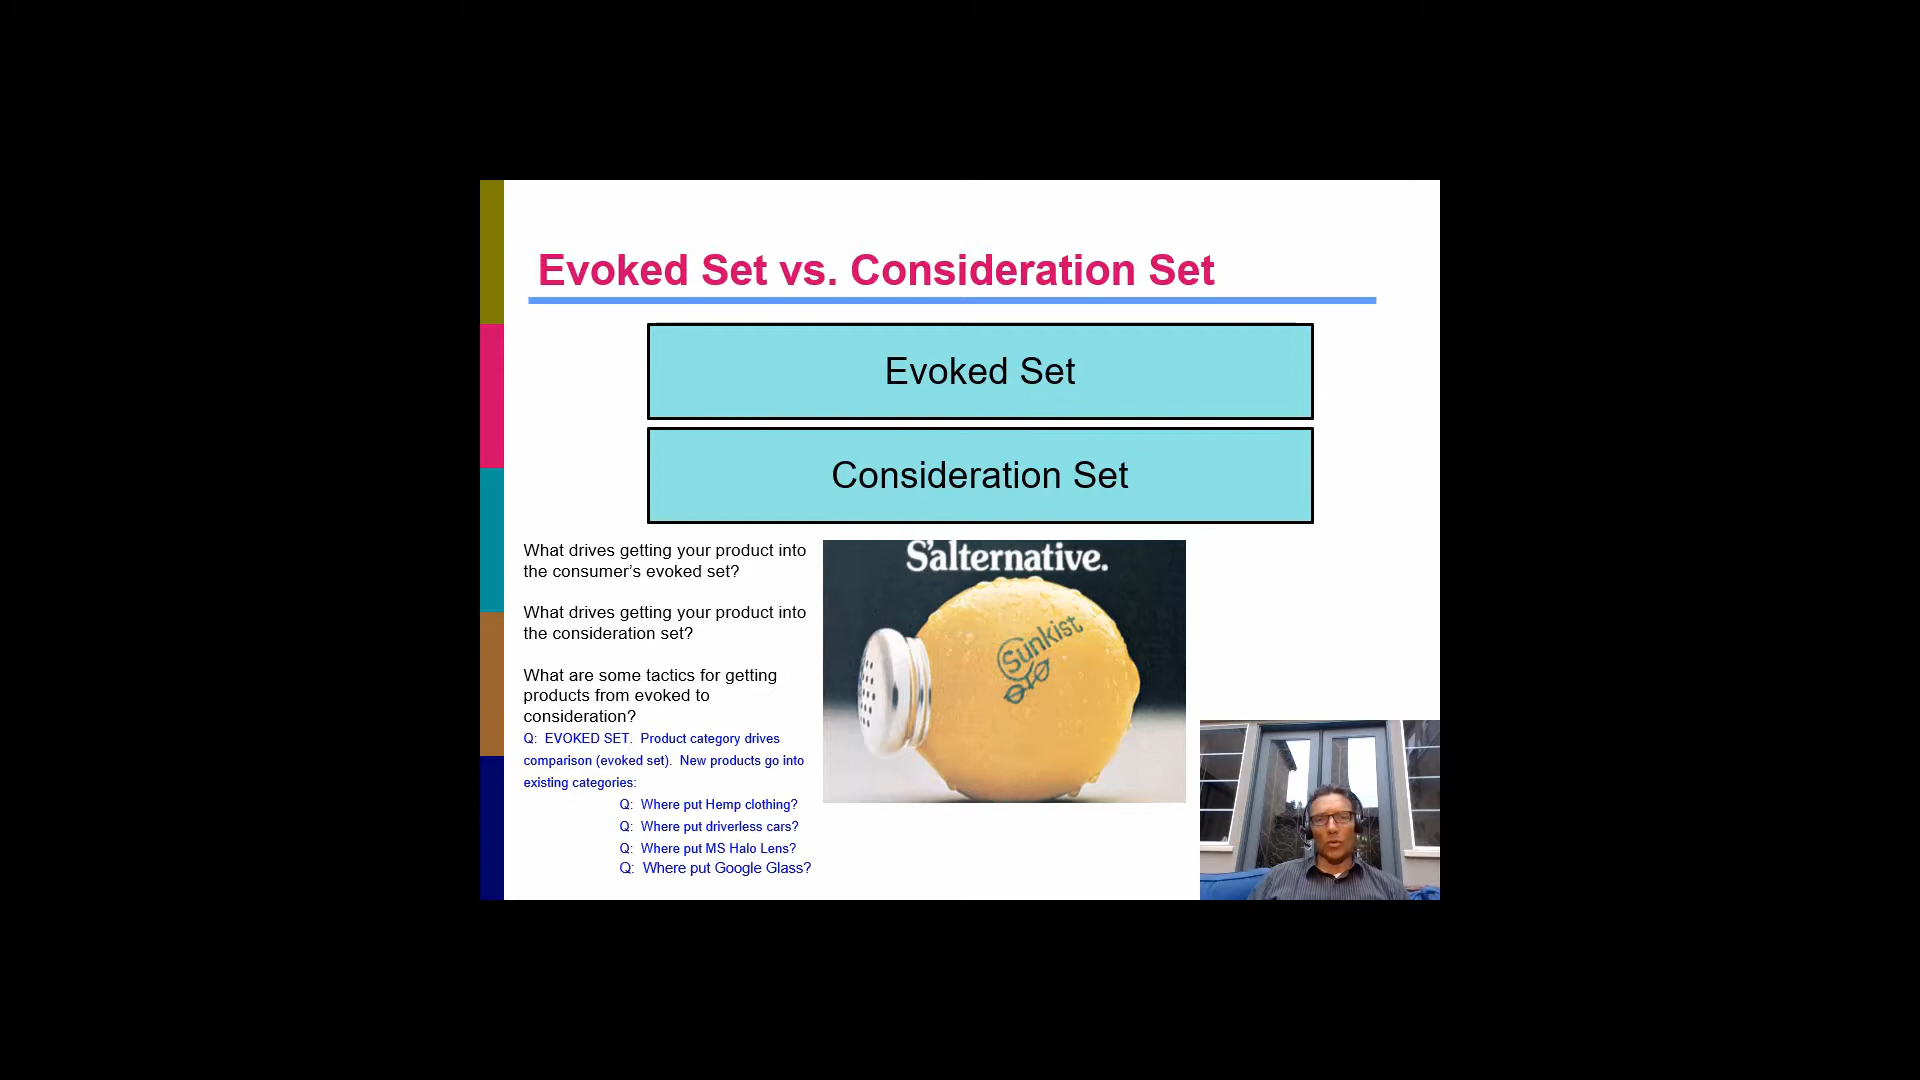 Evoked Set vs. Consideration Set
Evoked Set
Consideration Set
What drives getting your product into
the consumer’s evoked set?
What drives getting your product into
the consideration set?
What are some tactics for getting
products from evoked to
consideration?
Q:  EVOKED SET.  Product category drives
comparison (evoked set).  New products go into
existing categories:
Q:  Where put Hemp clothing?
Q:  Where put driverless cars?
Q:  Where put MS Halo Lens?
Q:  Where put Google Glass?
S'alternative.
Sunkist